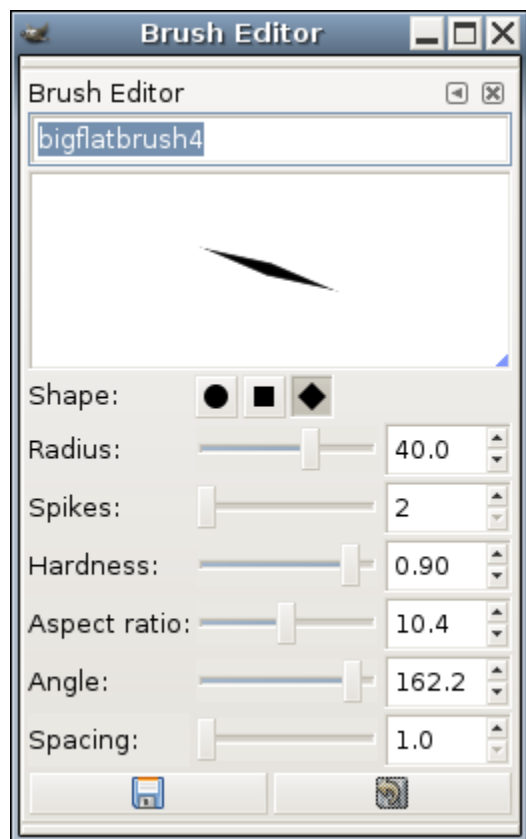 Brush Editor
Brush Editor
bigflatbrush4
Shape:
Radius: 40.0
Spikes: 2
Hardness: 0.90
Aspect ratio: 10.4
Angle: 162.2
Spacing: 1.0